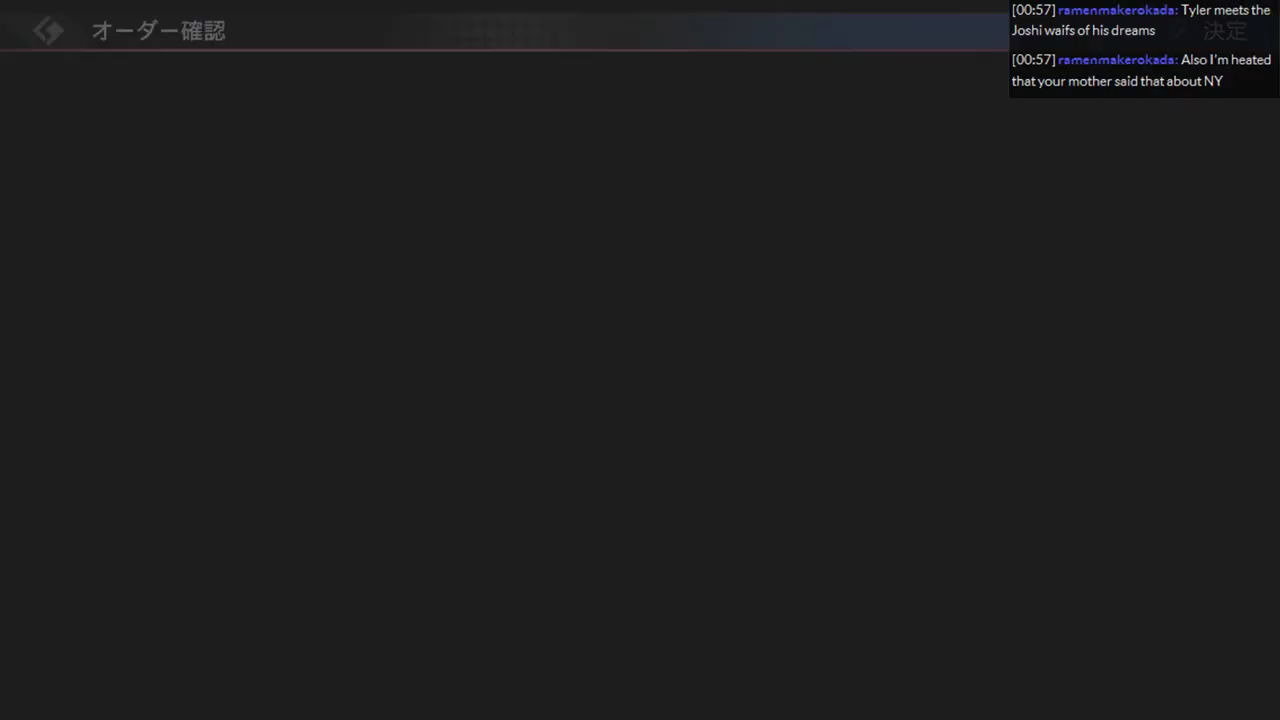 オーダー確認
決定
[00:57] ramenmakerokada: Tyler meets the
Joshi waifs of his dreams
[00:57] ramenmakerokada: Also I'm heated
that your mother said that about NY